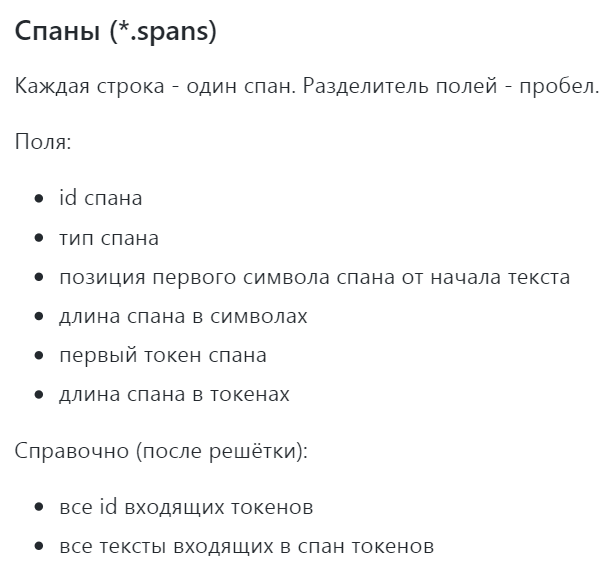 Спаны (*.spans)
Каждая строка - один спан. Разделитель полей - пробел.
Поля:
• id спана
• тип спана
• позиция первого символа спана от начала текста
• длина спана в символах
• первый токен спана
• длина спана в токенах
Справочно (после решётки):
• все id входящих токенов
• все тексты входящих в спан токенов